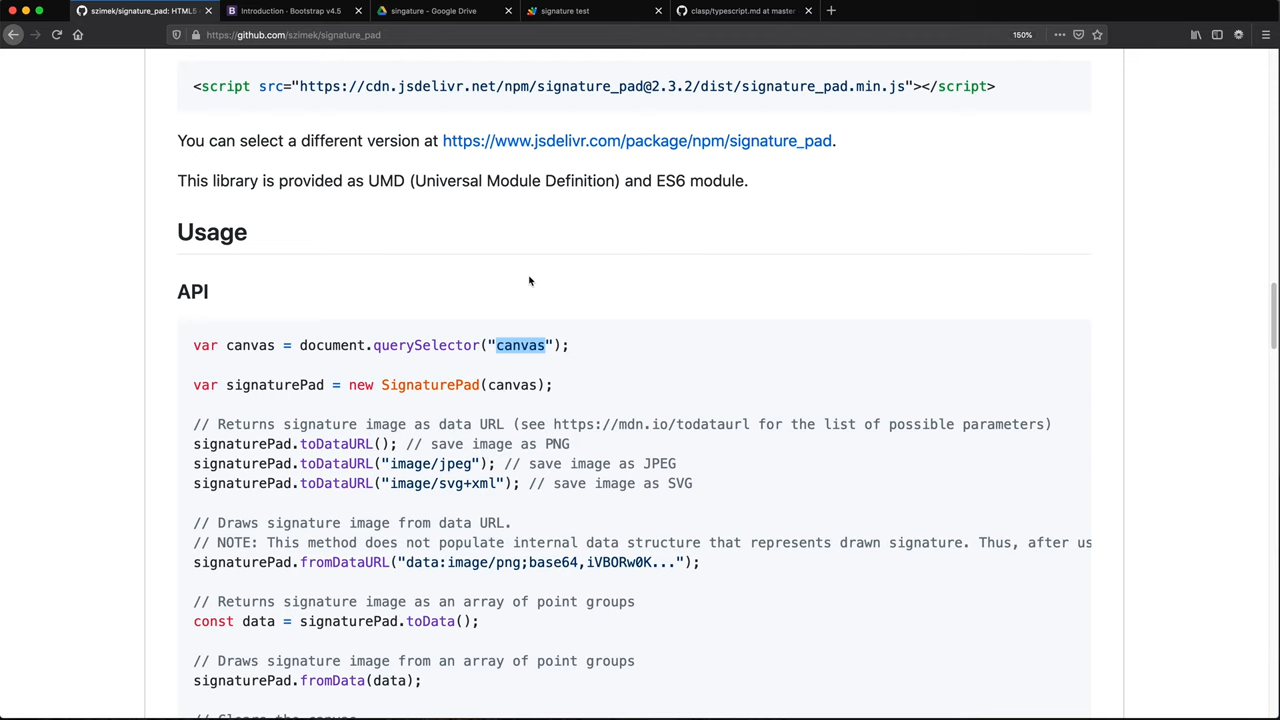 szimek/signature_pad: HTML5
Introduction · Bootstrap v4.5
singature - Google Drive
signature test
clasp/typescript.md at master
https://github.com/szimek/signature_pad
150%
<script src="https://cdn.jsdelivr.net/npm/signature_pad@2.3.2/dist/signature_pad.min.js"></script>
You can select a different version at https://www.jsdelivr.com/package/npm/signature_pad.
This library is provided as UMD (Universal Module Definition) and ES6 module.
Usage
API
var canvas = document.querySelector("canvas");
var signaturePad = new SignaturePad(canvas);
// Returns signature image as data URL (see https://mdn.io/todataurl for the list of possible parameters)
signaturePad.toDataURL(); // save image as PNG
signaturePad.toDataURL("image/jpeg"); // save image as JPEG
signaturePad.toDataURL("image/svg+xml"); // save image as SVG
// Draws signature image from data URL.
// NOTE: This method does not populate internal data structure that represents drawn signature. Thus, after us
signaturePad.fromDataURL("data:image/png;base64,iVBORw0K...");
// Returns signature image as an array of point groups
const data = signaturePad.toData();
// Draws signature image from an array of point groups
signaturePad.fromData(data);
// Clears the canvas